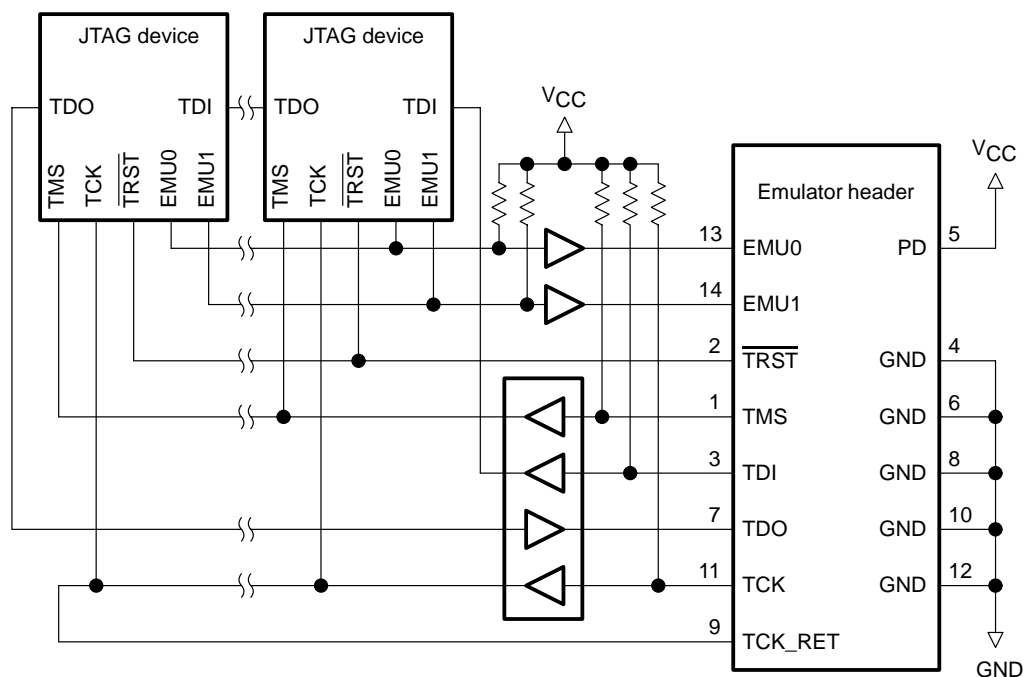 JTAG device
JTAG device
TDO
TDI
TDO
TDI
TMS
TCK
TRST
EMU0
EMU1
TMS
TCK
TRST
EMU0
EMU1
VCC
VCC
Emulator header
13
EMU0
PD
5
14
EMU1
2
TRST
GND
4
1
TMS
GND
6
3
TDI
GND
8
7
TDO
GND
10
11
TCK
GND
12
9
TCK_RET
GND